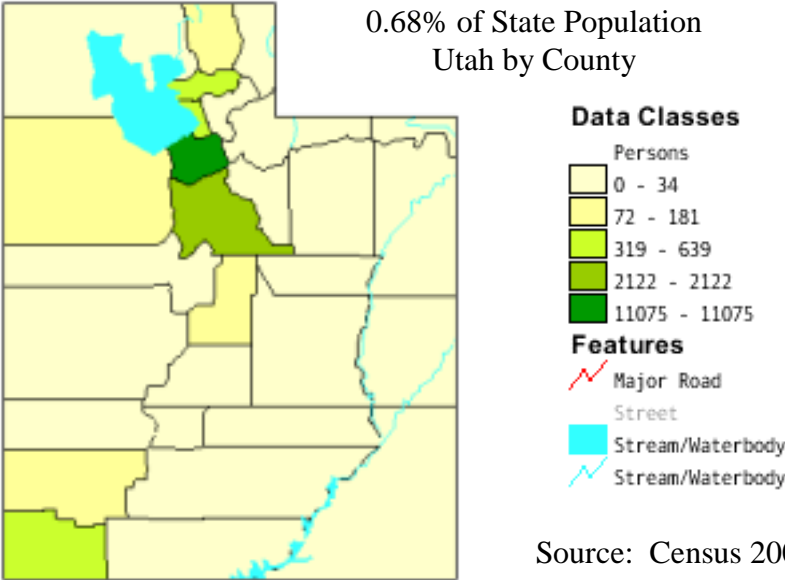 0.68% of State Population
Utah by County
Data Classes
Persons
0 - 34
72 - 181
319 - 639
2122 - 2122
11075 - 11075
Features
Major Road
Street
Stream/Waterbody
Stream/Waterbody
Source: Census